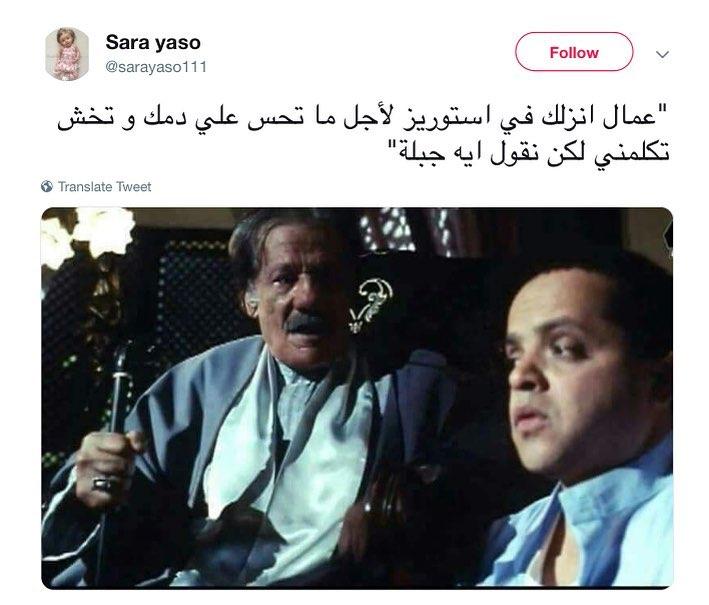 Sara yaso
@sarayaso111
Follow
"عمال انزلك في استوريز لأجل ما تحس علي دمك و تخش
تكلمني لكن نقول ايه جبلة"
Translate Tweet